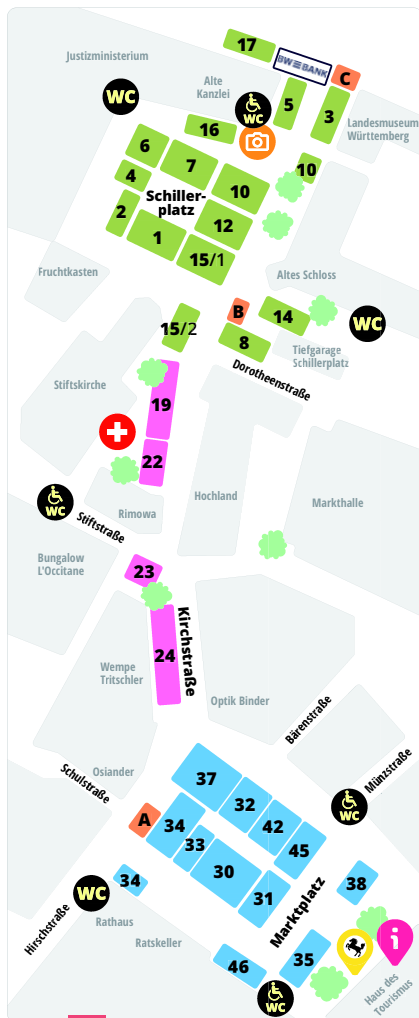 17
BW BANK
C
Justizministerium
Alte
Kanzlei
WC
WC
5
3
Landesmuseum
Württemberg
16
6
7
10
4
10
Schiller-
platz
2
12
1
15/1
Fruchtkasten
Altes Schloss
B
14
WC
15/2
8
Tiefgarage
Schillerplatz
Dorotheenstraße
Stiftskirche
19
22
Hochland
Markthalle
WC
Rimowa
Stiftstraße
Bungalow
L'Occitane
23
Kirchstraße
24
Wempe
Tritschler
Optik Binder
Bärenstraße
Münzstraße
Osiander
Schulstraße
37
32
WC
A
34
42
33
45
30
34
38
WC
31
Marktplatz
Hirschstraße
Rathaus
Ratskeller
i
46
35
WC
Haus des
Tourismus